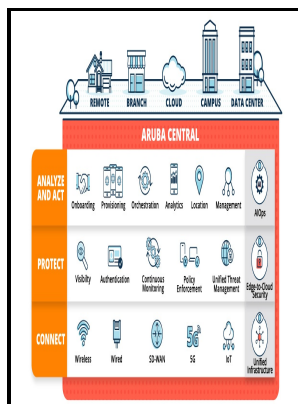 REMOTE BRANCH CLOUD CAMPUS DATA CENTER
ARUBA CENTRAL
ANALYZE
AND ACT
Onboarding Provisioning Orchestration Analytics Location Management AIOps
PROTECT
Visibility Authentication Continuous
Monitoring Policy
Enforcement Unified Threat
Management Edge-to-Cloud
Security
CONNECT
Wireless Wired SD-WAN 5G IoT Unified
Infrastructure
5G